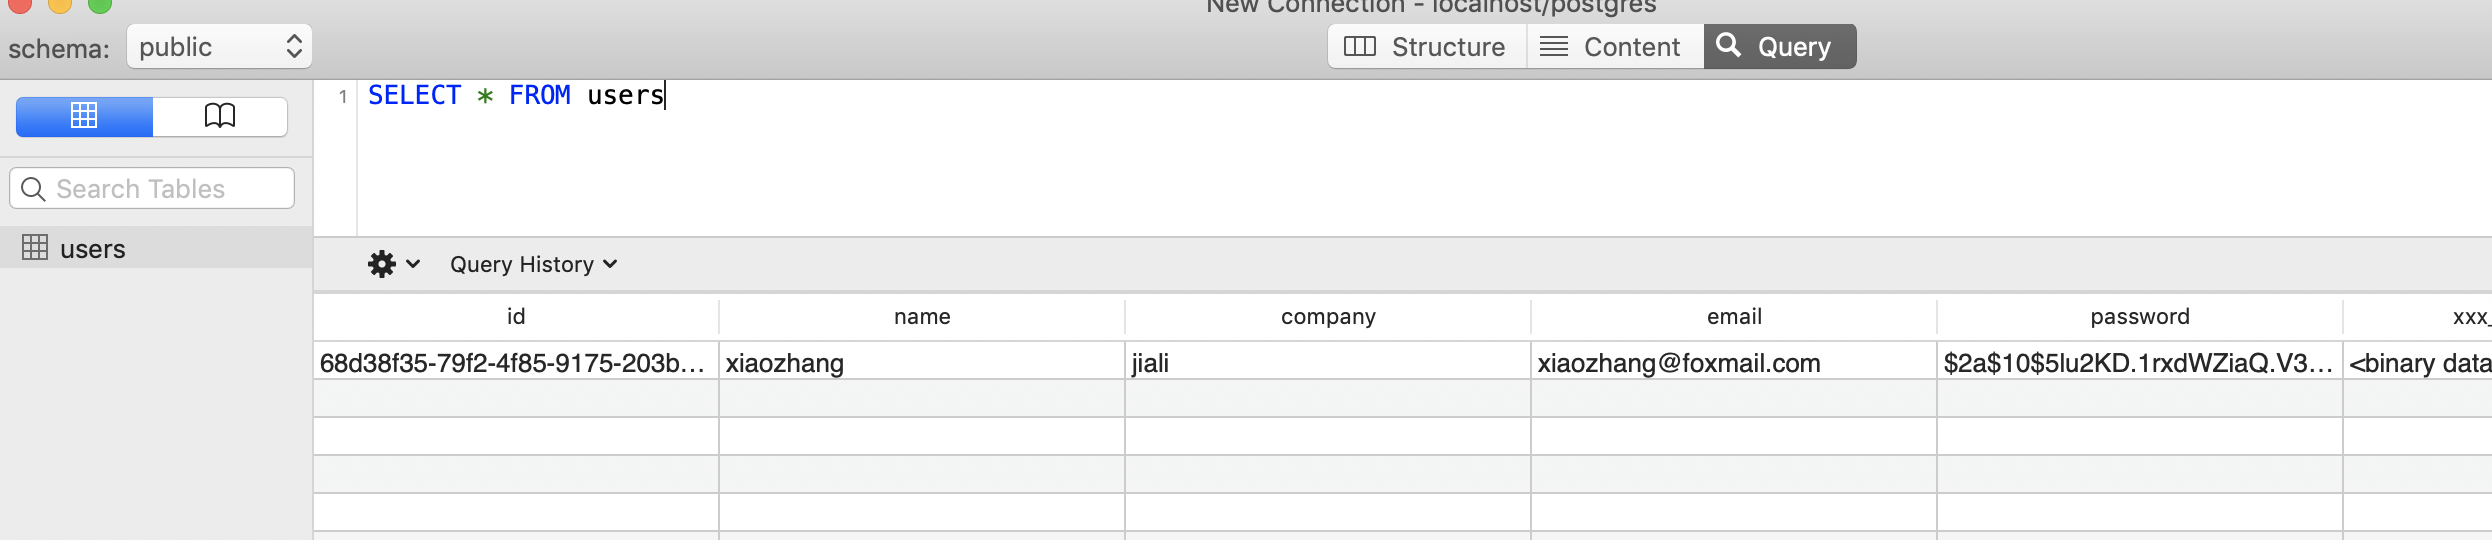 New Connection - localhost/postgres
schema: public
Structure Content Query
1 SELECT * FROM users
Search Tables
users
Query History
id name company email password xxx_
68d38f35-79f2-4f85-9175-203b... xiaozhang jiali xiaozhang@foxmail.com $2a$10$5lu2KD.1rxdWZiaQ.V3... <binary data